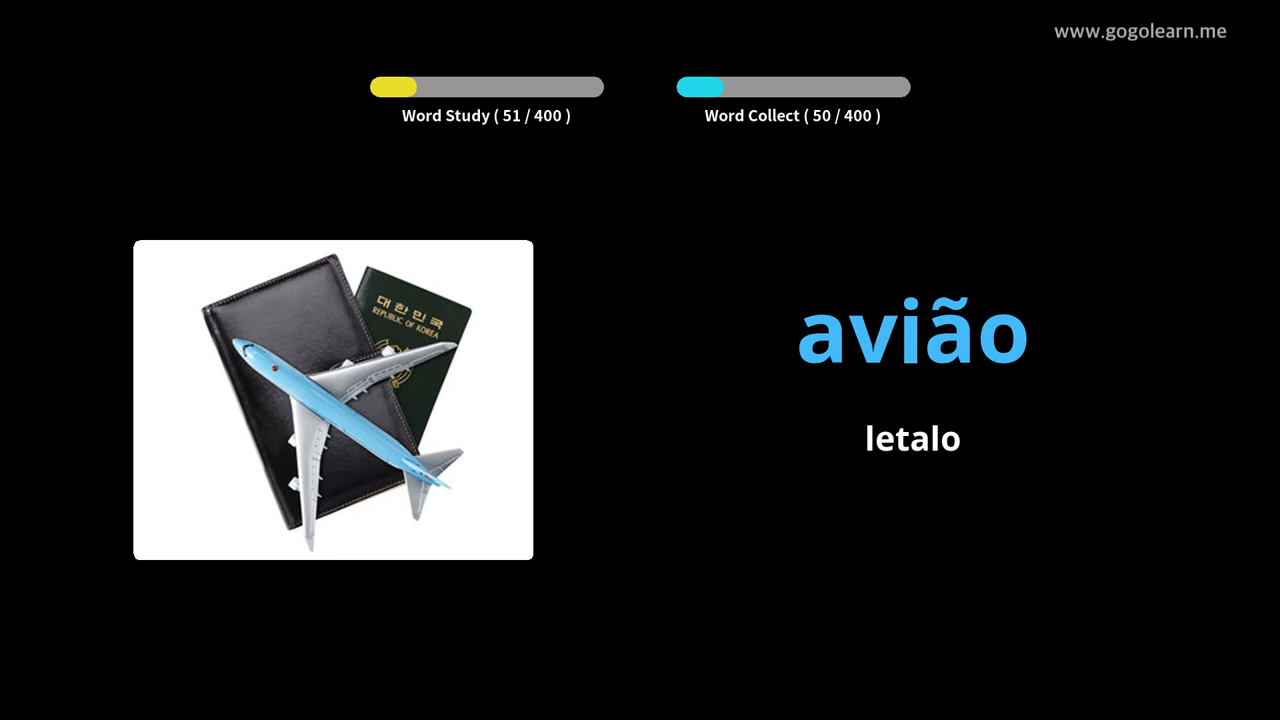 www.gogolearn.me
Word Study ( 51 / 400 )
Word Collect ( 50 / 400 )
대한민국
REPUBLIC OF KOREA
avião
letalo